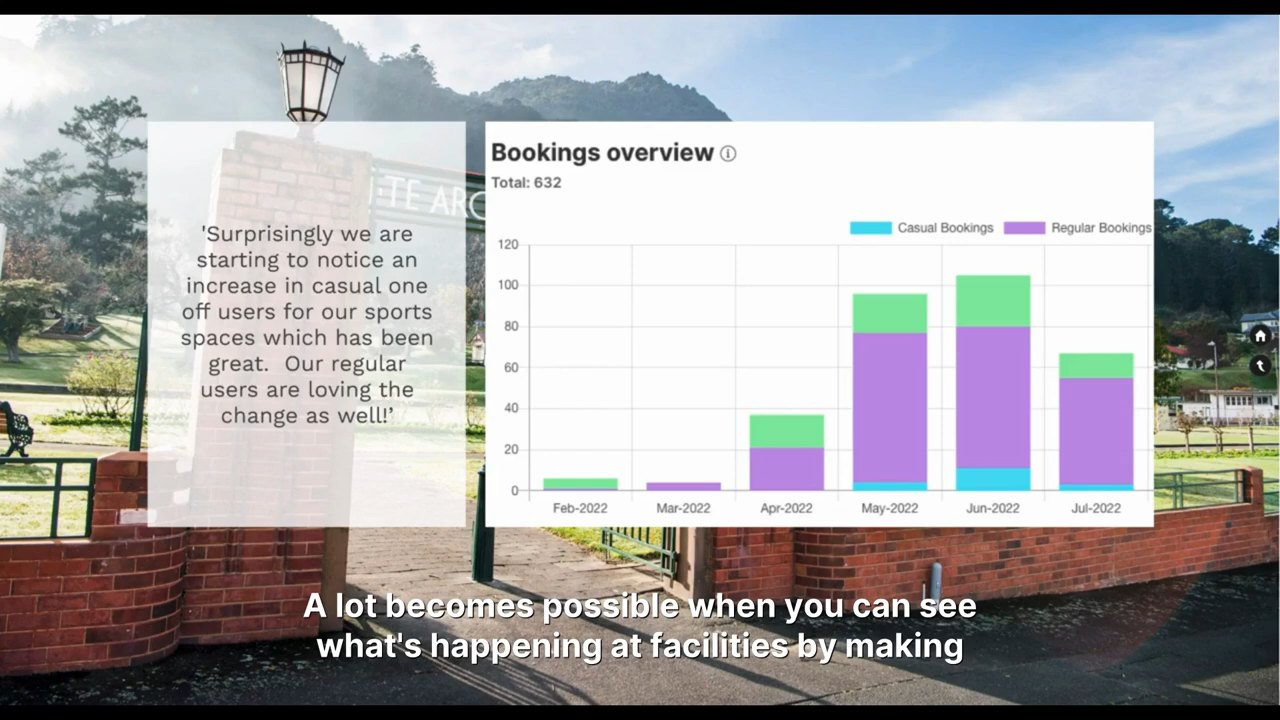 TE ARO
'Surprisingly we are
starting to notice an
increase in casual one
off users for our sports
spaces which has been
great. Our regular
users are loving the
change as well!’
Bookings overview
Total: 632
Casual Bookings
Regular Bookings
120
100
80
60
40
20
0
Feb-2022
Mar-2022
Apr-2022
May-2022
Jun-2022
Jul-2022
A lot becomes possible when you can see
what's happening at facilities by making